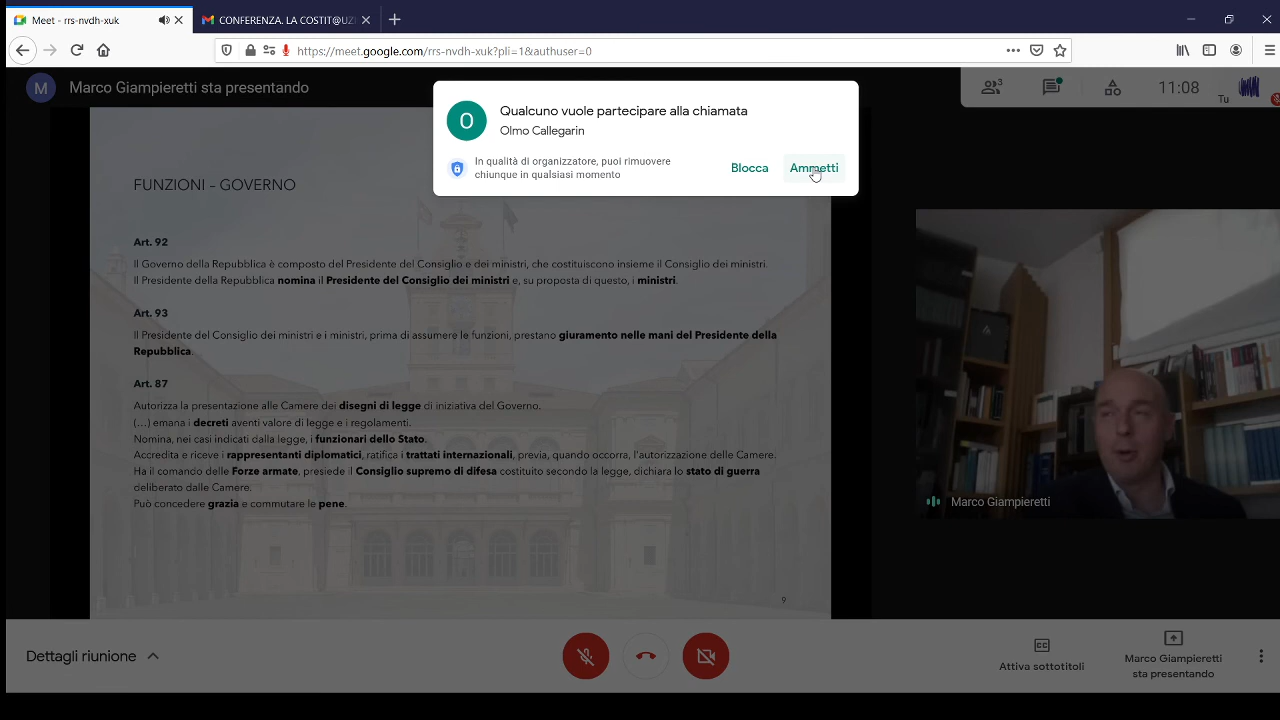 Meet - rrs-nvdh-xuk
CONFERENZA. LA COSTIT@UZI
https://meet.google.com/rrs-nvdh-xuk?pli=1&authuser=0
M
Marco Giampieretti sta presentando
3
11:08
Tu
O
Qualcuno vuole partecipare alla chiamata
Olmo Callegarin
In qualità di organizzatore, puoi rimuovere
chiunque in qualsiasi momento
Blocca
Ammetti
FUNZIONI - GOVERNO
Art. 92
Il Governo della Repubblica è composto del Presidente del Consiglio e dei ministri, che costituiscono insieme il Consiglio dei ministri.
Il Presidente della Repubblica nomina il Presidente del Consiglio dei ministri e, su proposta di questo, i ministri.
Art. 93
Il Presidente del Consiglio dei ministri e i ministri, prima di assumere le funzioni, prestano giuramento nelle mani del Presidente della
Repubblica.
Art. 87
Autorizza la presentazione alle Camere dei disegni di legge di iniziativa del Governo.
(…) emana i decreti aventi valore di legge e i regolamenti.
Nomina, nei casi indicati dalla legge, i funzionari dello Stato.
Accredita e riceve i rappresentanti diplomatici, ratifica i trattati internazionali, previa, quando occorra, l'autorizzazione delle Camere.
Ha il comando delle Forze armate, presiede il Consiglio supremo di difesa costituito secondo la legge, dichiara lo stato di guerra
deliberato dalle Camere.
Può concedere grazia e commutare le pene.
9
Marco Giampieretti
Dettagli riunione
CC
Attiva sottotitoli
Marco Giampieretti
sta presentando